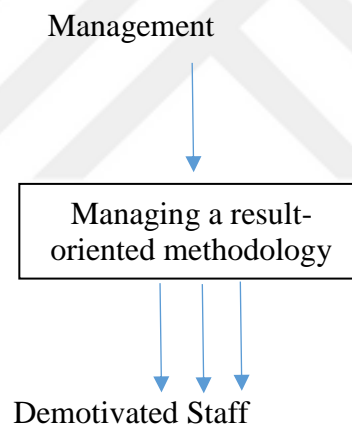 Management
Managing a result-
oriented methodology
Demotivated Staff